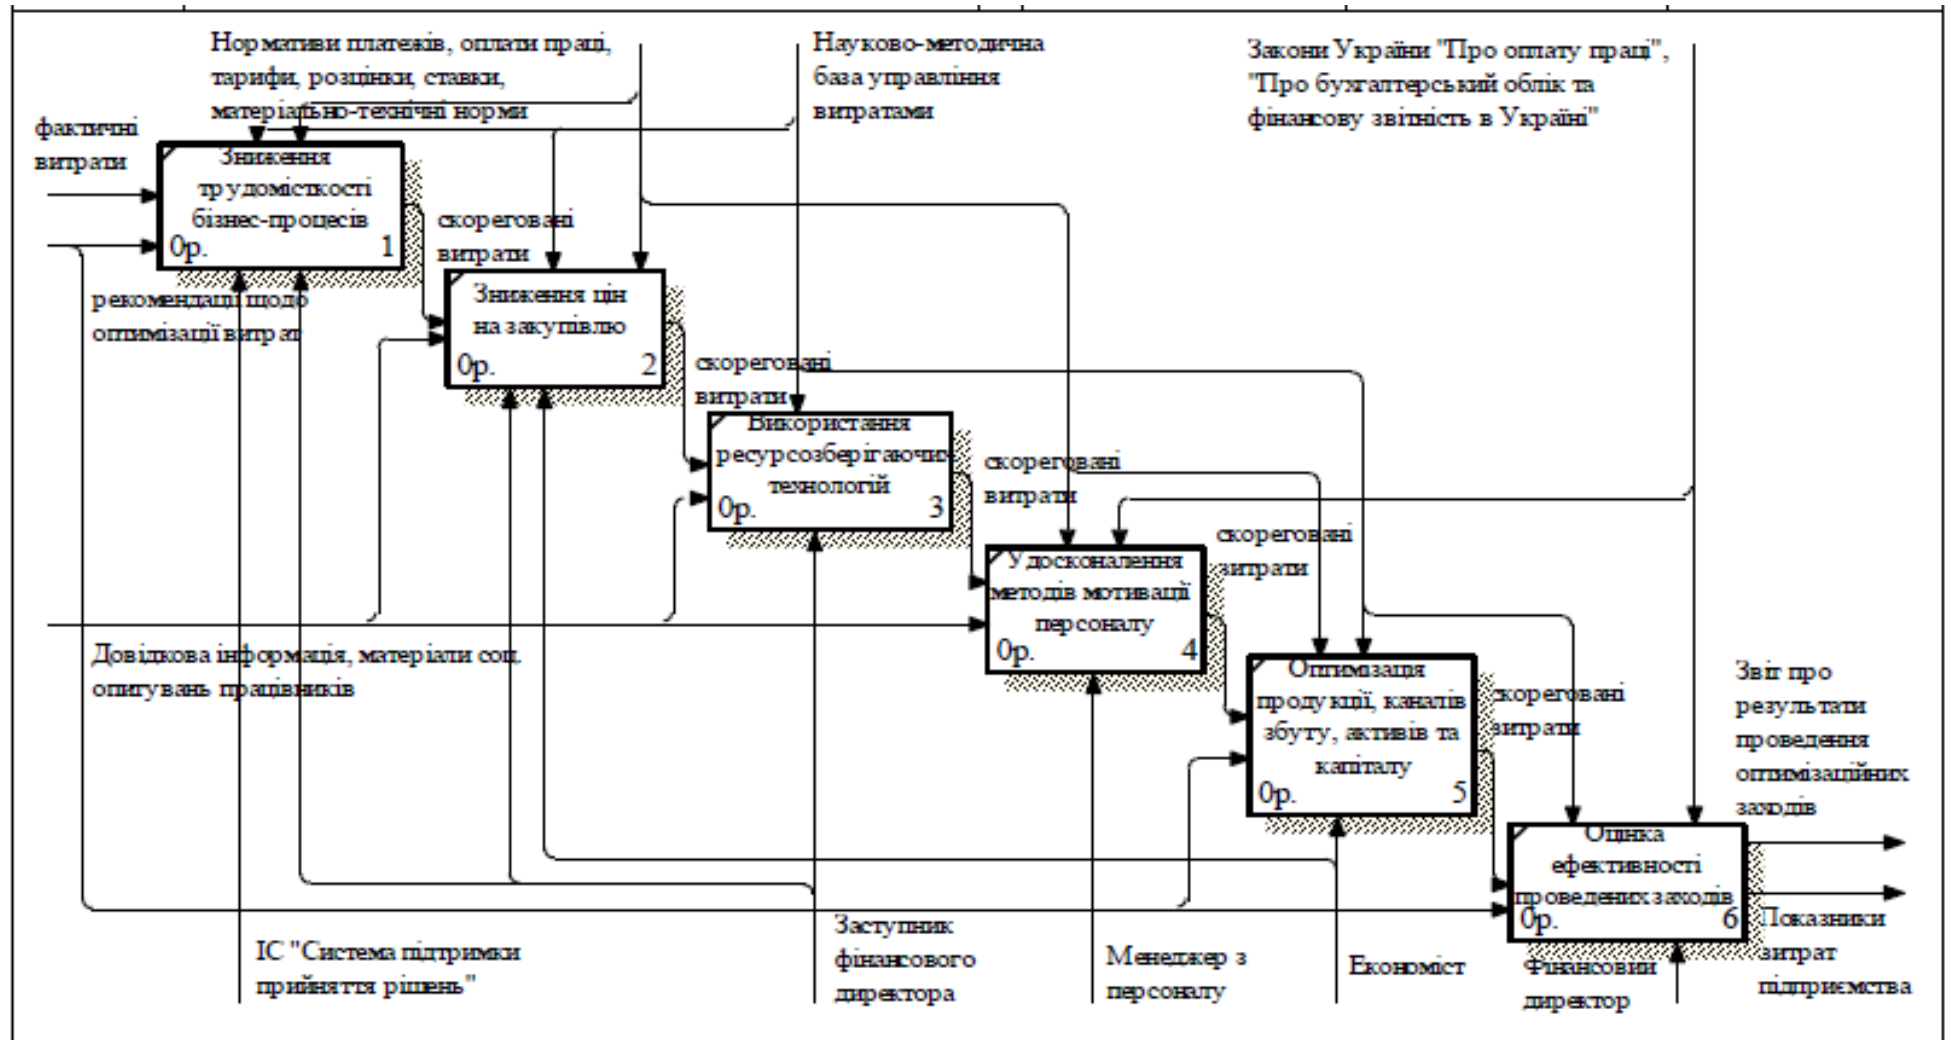 Нормативи платежів, оплати праці,
тарифи, розцінки, ставки,
матеріально-технічні норми
Науково-методична
база управління
витратами
Закони України "Про оплату праці",
"Про бухгалтерський облік та
фінансову звітність в Україні"
фактичні
витрати
Зниження
трудомісткості
бізнес-процесів
0р. 1
скореговані
витрати
рекомендації щодо
оптимізації витрат
Зниження цін
на закупівлю
0р. 2
скореговані
витрати
Використання
ресурсозберігаючих
технологій
0р. 3
скореговані
витрати
Удосконалення
методів мотивації
персоналу
0р. 4
скореговані
витрати
Довідкова інформація, матеріали соц.
опитувань працівників
Оптимізація
продукції, каналів
збуту, активів та
капіталу
0р. 5
скореговані
витрати
Звіт про
результати
проведення
оптимізаційних
заходів
Оцінка
ефективності
проведених заходів
0р. 6
Показники
витрат
підприємства
ІС "Система підтримки
прийняття рішень"
Заступник
фінансового
директора
Менеджер з
персоналу
Економіст
Фінансовий
директор